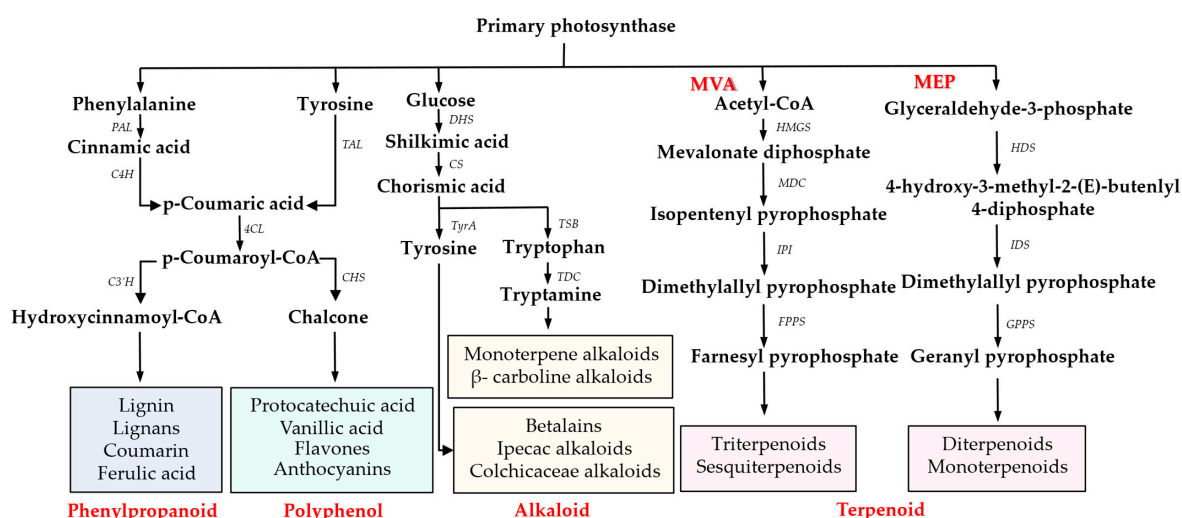 Primary photosynthase
Phenylalanine
PAL
Cinnamic acid
C4H
Tyrosine
TAL
p-Coumaric acid
4CL
p-Coumaroyl-CoA
C3´H
CHS
Hydroxycinnamoyl-CoA
Chalcone
Lignin
Lignans
Coumarin
Ferulic acid
Phenylpropanoid
Protocatechuic acid
Vanillic acid
Flavones
Anthocyanins
Polyphenol
Glucose
DHS
Shilkimic acid
CS
Chorismic acid
TyrA
TSB
Tyrosine
Tryptophan
TDC
Tryptamine
Monoterpene alkaloids
β- carboline alkaloids
Betalains
Ipecac alkaloids
Colchicaceae alkaloids
Alkaloid
MVA
Acetyl-CoA
HMGS
Mevalonate diphosphate
MDC
Isopentenyl pyrophosphate
IPI
Dimethylallyl pyrophosphate
FPPS
Farnesyl pyrophosphate
Triterpenoids
Sesquiterpenoids
MEP
Glyceraldehyde-3-phosphate
HDS
4-hydroxy-3-methyl-2-(E)-butenlyl
4-diphosphate
IDS
Dimethylallyl pyrophosphate
GPPS
Geranyl pyrophosphate
Diterpenoids
Monoterpenoids
Terpenoid